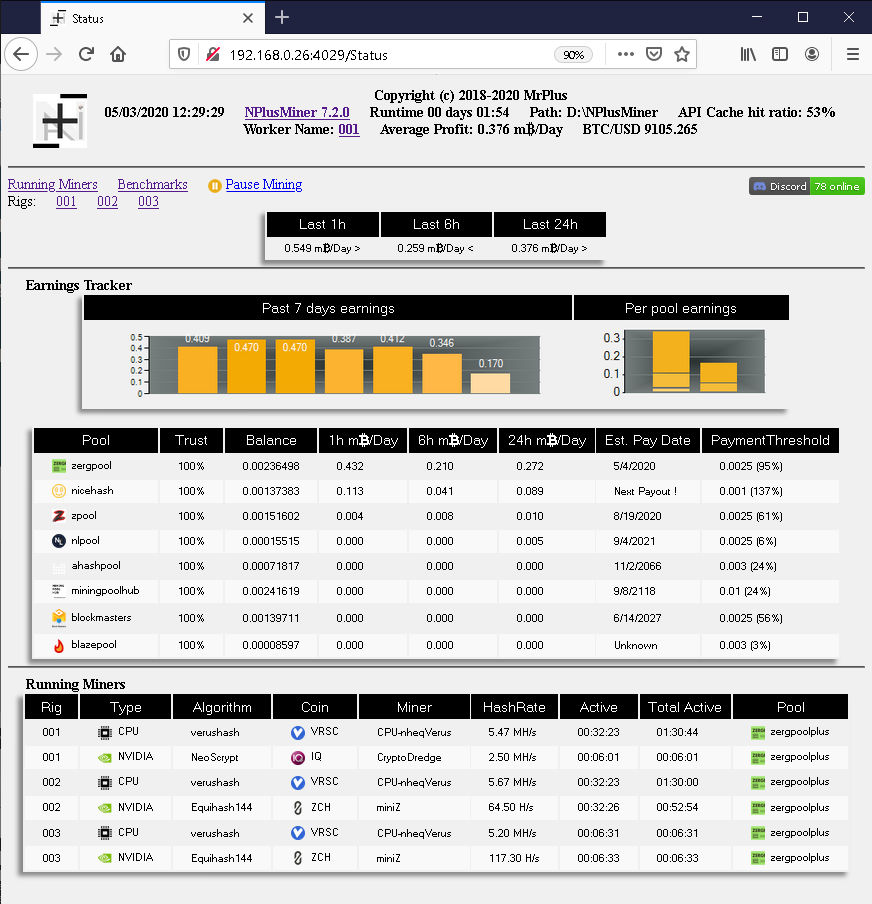 Status
192.168.0.26:4029/Status 90%
Copyright (c) 2018-2020 MrPlus
05/03/2020 12:29:29 NPlusMiner 7.2.0 Runtime 00 days 01:54 Path: D:\NPlusMiner API Cache hit ratio: 53%
Worker Name: 001 Average Profit: 0.376 m₿/Day BTC/USD 9105.265
Running Miners Benchmarks Pause Mining Discord 78 online
Rigs: 001 002 003
Last 1h Last 6h Last 24h
0.549 m₿/Day > 0.259 m₿/Day < 0.376 m₿/Day >
Earnings Tracker
Past 7 days earnings Per pool earnings
0.5 0.4 0.3 0.2 0.1 0
0.409 0.470 0.470 0.387 0.412 0.346 0.170
0.3 0.2 0.1 0
Pool Trust Balance 1h m₿/Day 6h m₿/Day 24h m₿/Day Est. Pay Date PaymentThreshold
zergpool 100% 0.00236498 0.432 0.210 0.272 5/4/2020 0.0025 (95%)
nicehash 100% 0.00137383 0.113 0.041 0.089 Next Payout ! 0.001 (137%)
zpool 100% 0.00151602 0.004 0.008 0.010 8/19/2020 0.0025 (61%)
nlpool 100% 0.00015515 0.000 0.000 0.005 9/4/2021 0.0025 (6%)
ahashpool 100% 0.00071817 0.000 0.000 0.000 11/2/2066 0.003 (24%)
miningpoolhub 100% 0.00241619 0.000 0.000 0.000 9/8/2118 0.01 (24%)
blockmasters 100% 0.00139711 0.000 0.000 0.000 6/14/2027 0.0025 (56%)
blazepool 100% 0.00008597 0.000 0.000 0.000 Unknown 0.003 (3%)
Running Miners
Rig Type Algorithm Coin Miner HashRate Active Total Active Pool
001 CPU verushash VRSC CPU-nheqVerus 5.47 MH/s 00:32:23 01:30:44 zergpoolplus
001 NVIDIA NeoScrypt IQ CryptoDredge 2.50 MH/s 00:06:01 00:06:01 zergpoolplus
002 CPU verushash VRSC CPU-nheqVerus 5.67 MH/s 00:32:23 01:30:00 zergpoolplus
002 NVIDIA Equihash144 ZCH miniZ 64.50 H/s 00:32:26 00:52:54 zergpoolplus
003 CPU verushash VRSC CPU-nheqVerus 5.20 MH/s 00:06:31 00:06:31 zergpoolplus
003 NVIDIA Equihash144 ZCH miniZ 117.30 H/s 00:06:33 00:06:33 zergpoolplus